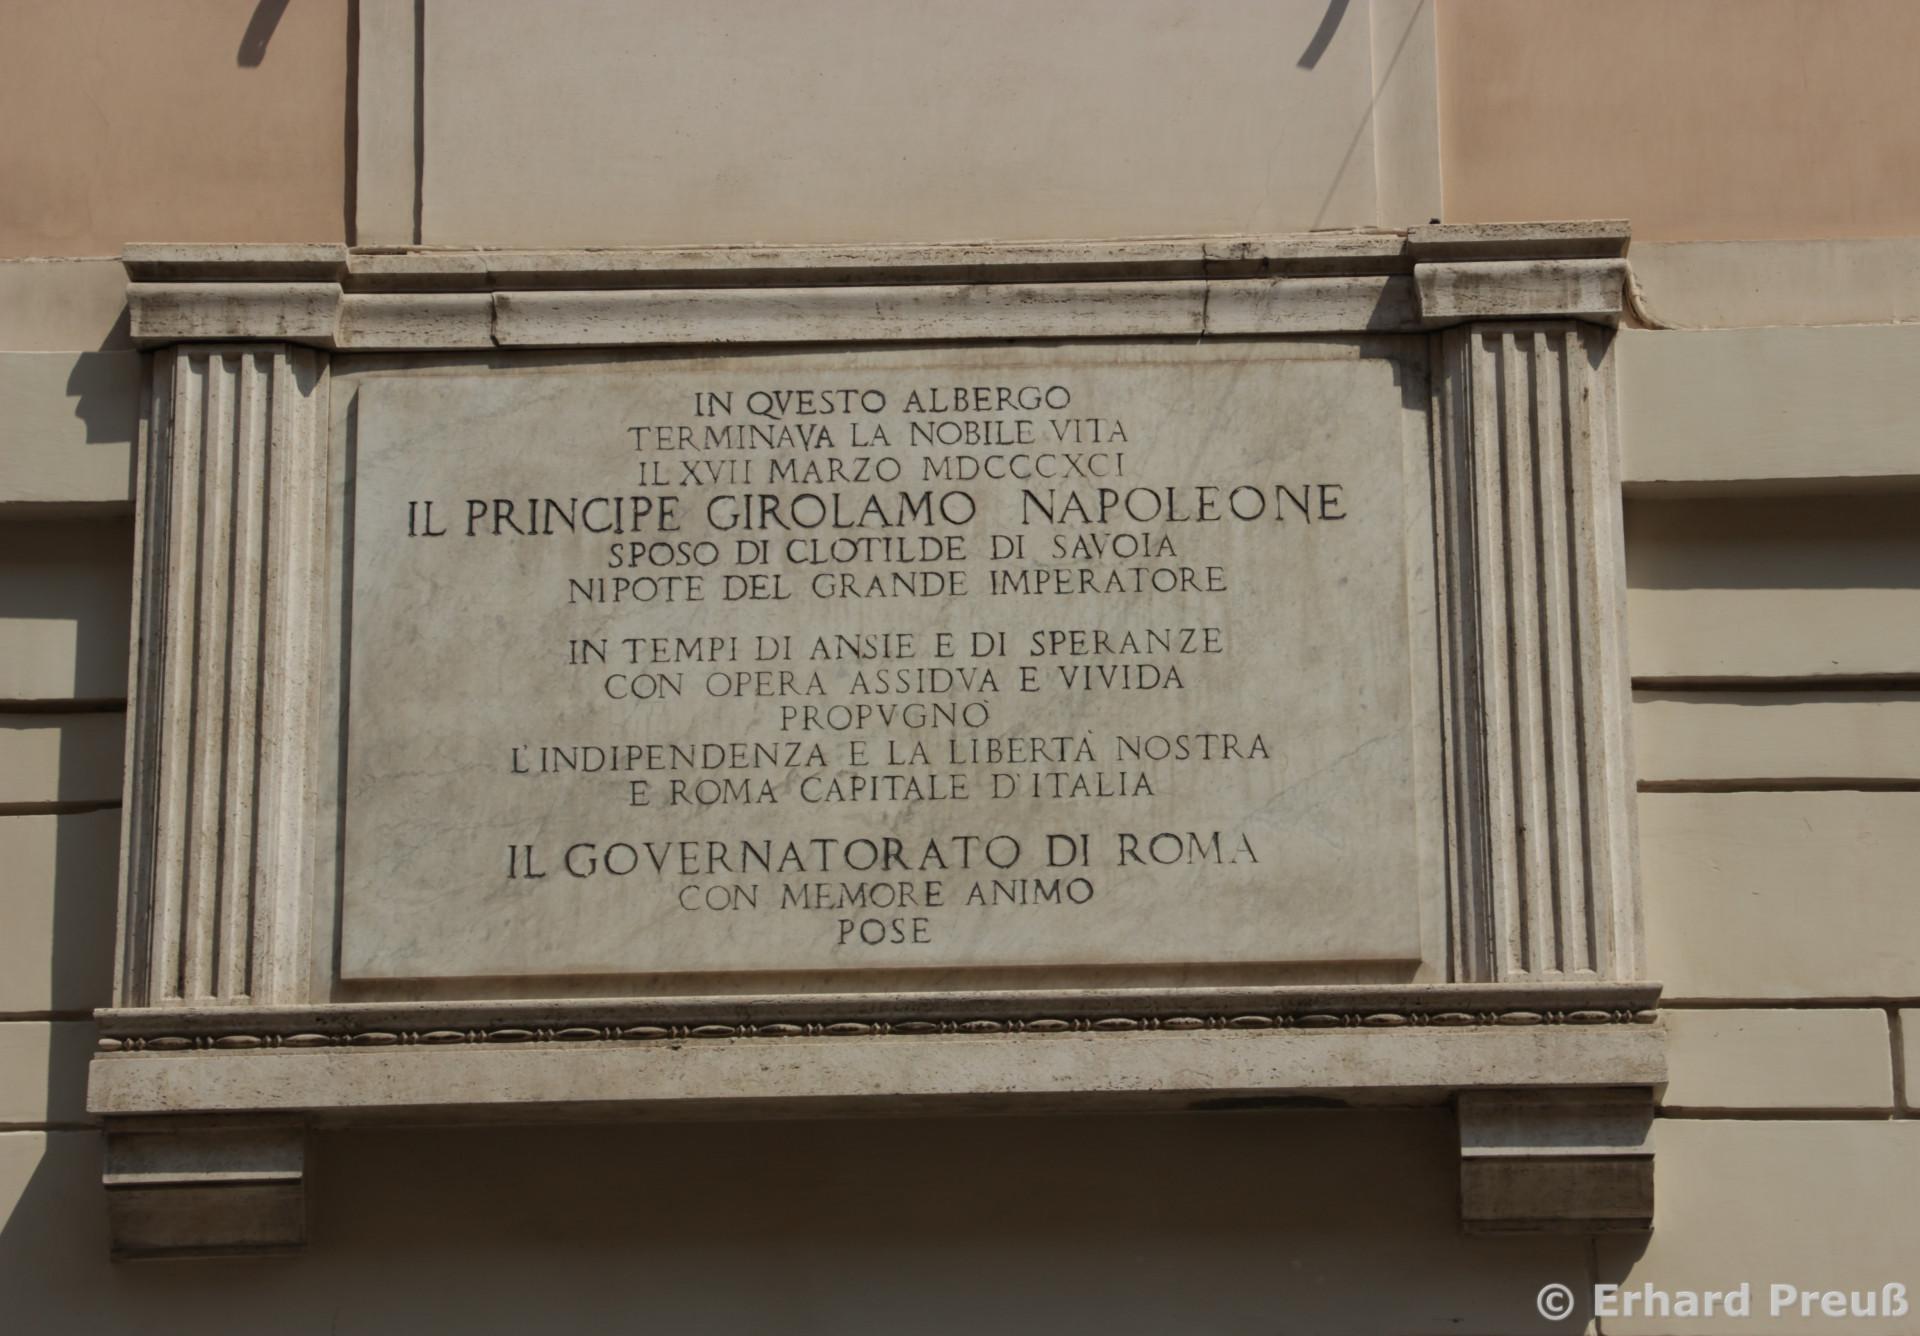 IN QVESTO ALBERGO
TERMINAVA LA NOBILE VITA
IL XVII MARZO MDCCCXCI
IL PRINCIPE GIROLAMO NAPOLEONE
SPOSO DI CLOTILDE DI SAVOIA
NIPOTE DEL GRANDE IMPERATORE
IN TEMPI DI ANSIE E DI SPERANZE
CON OPERA ASSIDVA E VIVIDA
PROPVGNÒ
L'INDIPENDENZA E LA LIBERTÀ NOSTRA
E ROMA CAPITALE D'ITALIA
IL GOVERNATORATO DI ROMA
CON MEMORE ANIMO
POSE
© Erhard Preuß